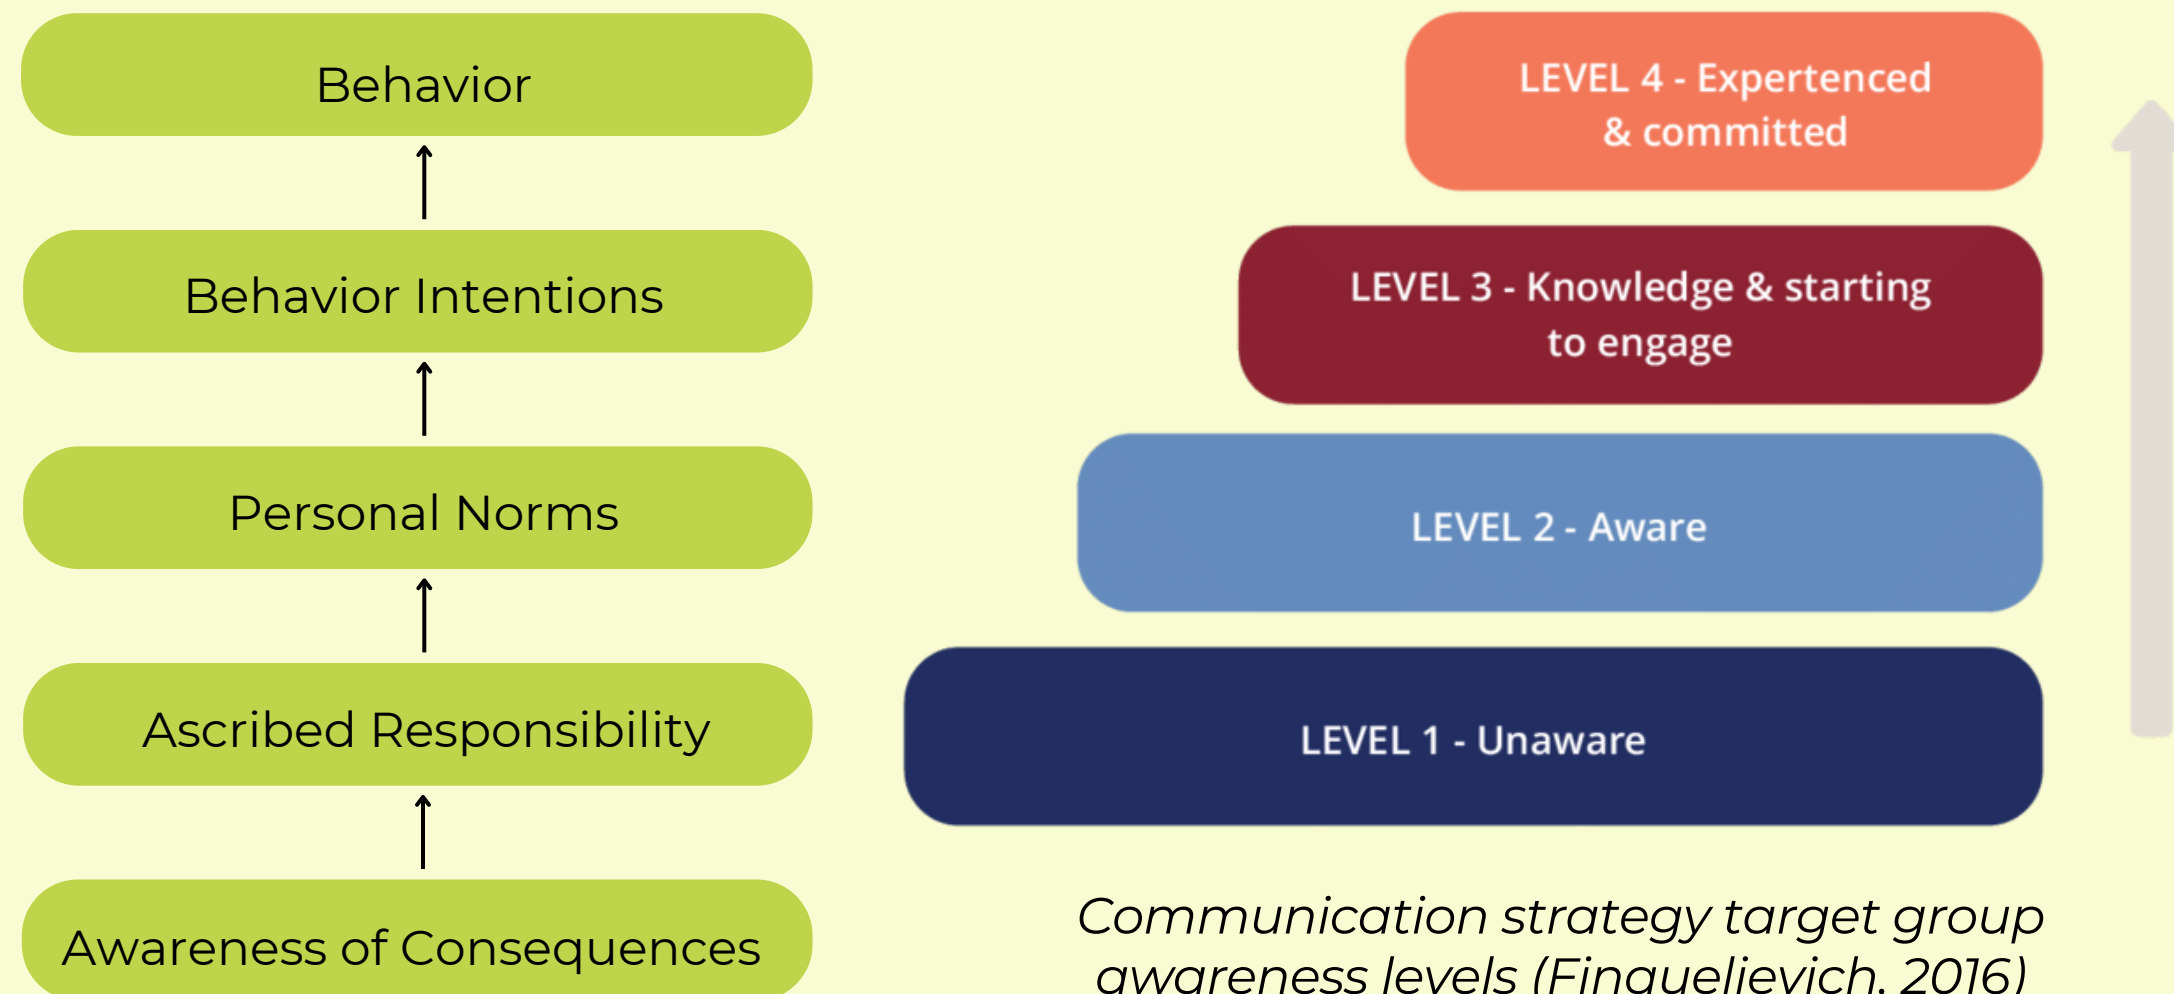 Behavior
Behavior Intentions
Personal Norms
Ascribed Responsibility
Awareness of Consequences
LEVEL 4 - Expertenced
& committed
LEVEL 3 - Knowledge & starting
to engage
LEVEL 2 - Aware
LEVEL 1 - Unaware
Communication strategy target group
awareness levels (Finquelievich, 2016)